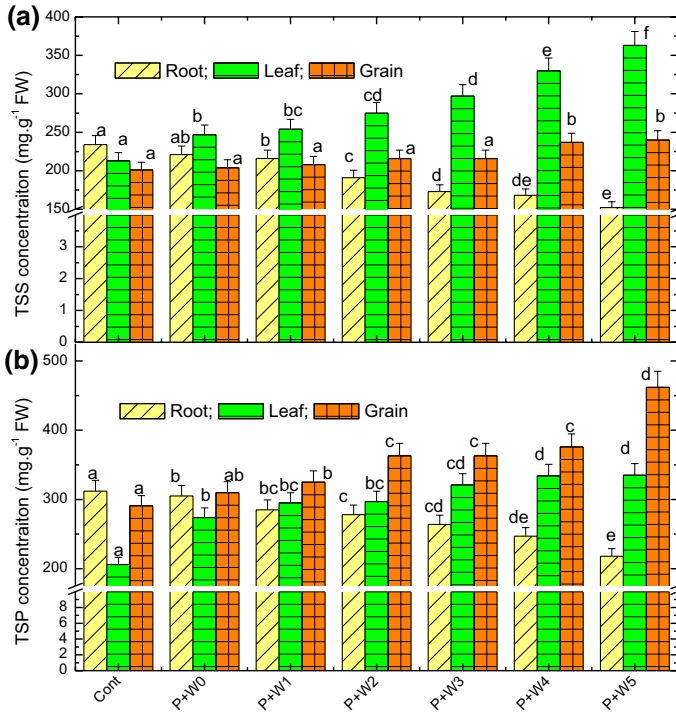 (a)
400
350
300
250
200
150
3
2
1
0
TSS concentraiton (mg.g-1 FW)
Root; Leaf; Grain
a a a
ab b a
b bc a
c cd a
d d a
de e b
e f b
(b)
500
400
300
200
10
8
6
4
2
0
TSP concentraiton (mg.g-1 FW)
Root; Leaf; Grain
a a a
b b ab
bc bc b
c bc c
cd cd c
de d c
e d d
Cont P+W0 P+W1 P+W2 P+W3 P+W4 P+W5